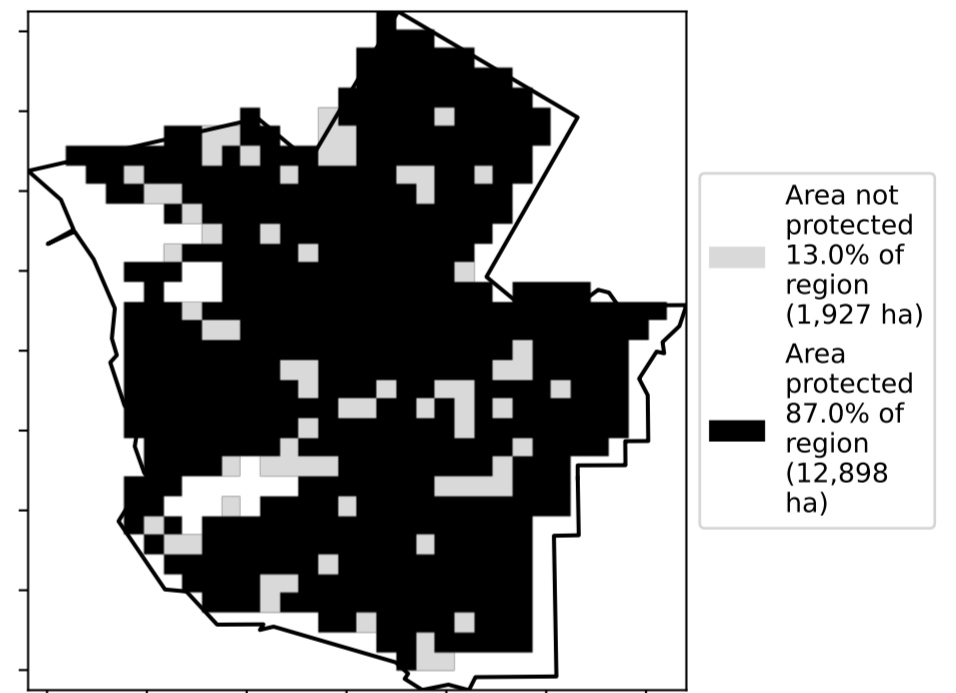 Area not
protected
13.0% of
region
(1,927 ha)
Area
protected
87.0% of
region
(12,898
ha)